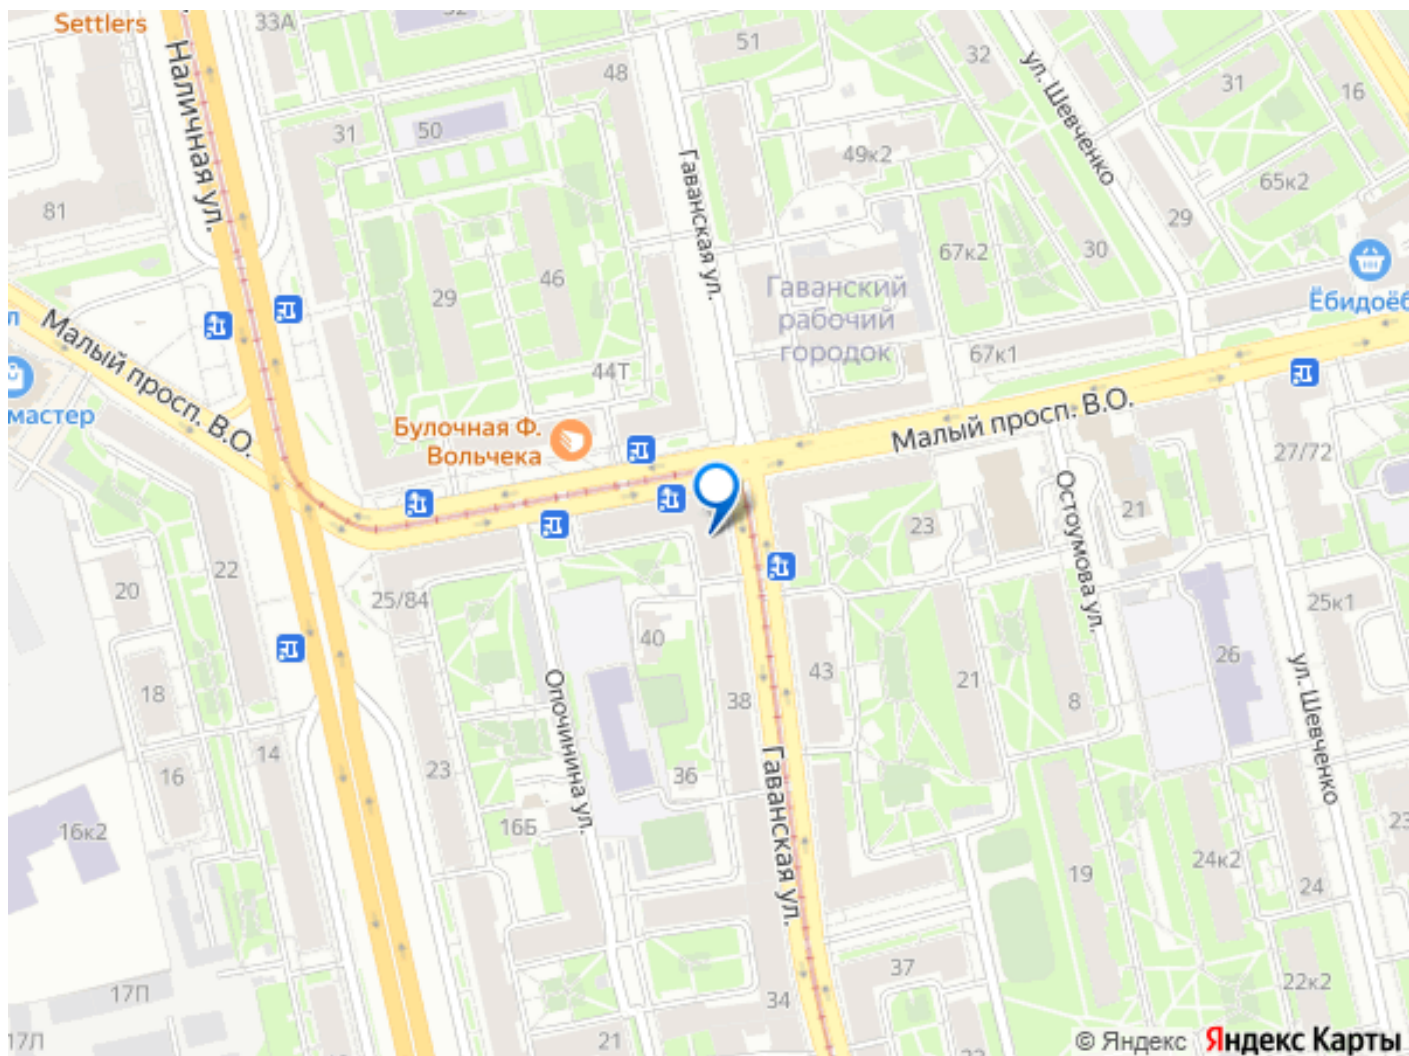 Settlers
33А
32
51
48
32
31
16
Наличная ул.
31
50
Гаванская ул.
49к2
ул. Шевченко
65к2
81
29
46
67к2
30
29
Гаванский
рабочий
городок
Ёбидоёб
Малый просп. В.О.
44Т
67к1
мастер
Булочная Ф.
Вольчека
Малый просп. В.О.
27/72
Остоумова ул.
23
21
20
22
25/84
40
43
21
8
26
25к1
18
Опочинина ул.
38
ул. Шевченко
14
16
23
36
Гаванская ул.
16Б
16к2
19
24к2
24
23
17П
37
22к2
34
17Л
21
© Яндекс Яндекс Карты